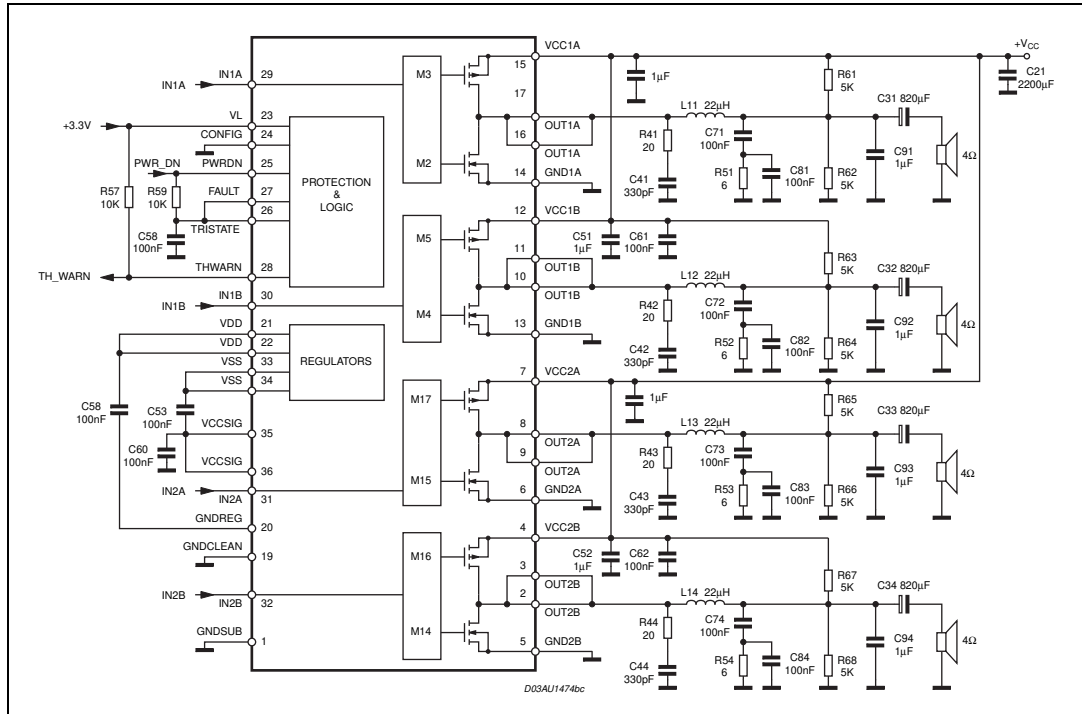 IN1A
29
+3.3V
VL
23
CONFIG
24
PWR_DN
PWRDN
25
R57
10K
R59
10K
FAULT
27
26
TRISTATE
C58
100nF
TH_WARN
THWARN
28
IN1B
30
VDD
21
VDD
22
VSS
33
VSS
34
C58
100nF
C53
100nF
VCCSIG
35
C60
100nF
VCCSIG
36
IN2A
IN2A
31
GNDREG
20
GNDCLEAN
19
IN2B
IN2B
32
GNDSUB
1
PROTECTION
&
LOGIC
REGULATORS
M3
M2
M5
M4
M17
M15
M16
M14
15
VCC1A
17
16
OUT1A
OUT1A
14
GND1A
12
VCC1B
11
OUT1B
10
OUT1B
13
GND1B
7
VCC2A
8
OUT2A
9
OUT2A
6
GND2A
4
VCC2B
3
OUT2B
2
OUT2B
5
GND2B
D03AU1474bc
+VCC
C21
2200µF
1µF
L11 22µH
R41
20
C41
330pF
C71
100nF
R51
6
C81
100nF
R61
5K
R62
5K
C31 820µF
C91
1µF
4Ω
C51
1µF
C61
100nF
L12 22µH
R42
20
C42
330pF
C72
100nF
R52
6
C82
100nF
R63
5K
R64
5K
C32 820µF
C92
1µF
4Ω
1µF
L13 22µH
R43
20
C43
330pF
C73
100nF
R53
6
C83
100nF
R65
5K
R66
5K
C33 820µF
C93
1µF
4Ω
C52
1µF
C62
100nF
L14 22µH
R44
20
C44
330pF
C74
100nF
R54
6
C84
100nF
R67
5K
R68
5K
C34 820µF
C94
1µF
4Ω